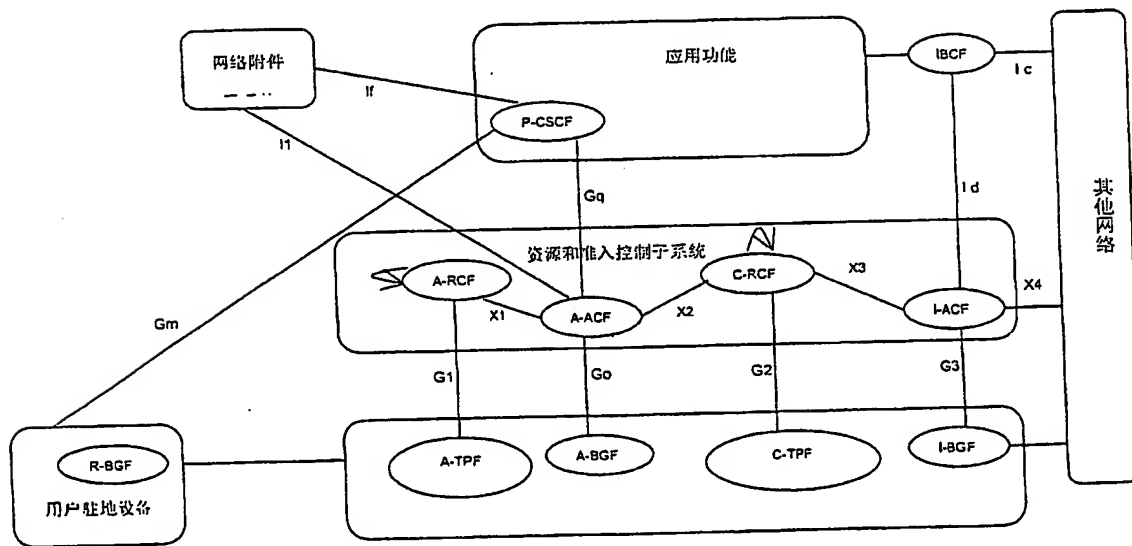 网络附件
应用功能
IBCF
Ic
If
P-CSCF
I1
Gq
Id
其他网络
资源和准入控制子系统
A-RCF
C-RCF
X3
X4
Gm
X1
A-ACF
X2
I-ACF
G1
Go
G2
G3
R-BGF
A-TPF
A-BGF
C-TPF
I-BGF
用户驻地设备